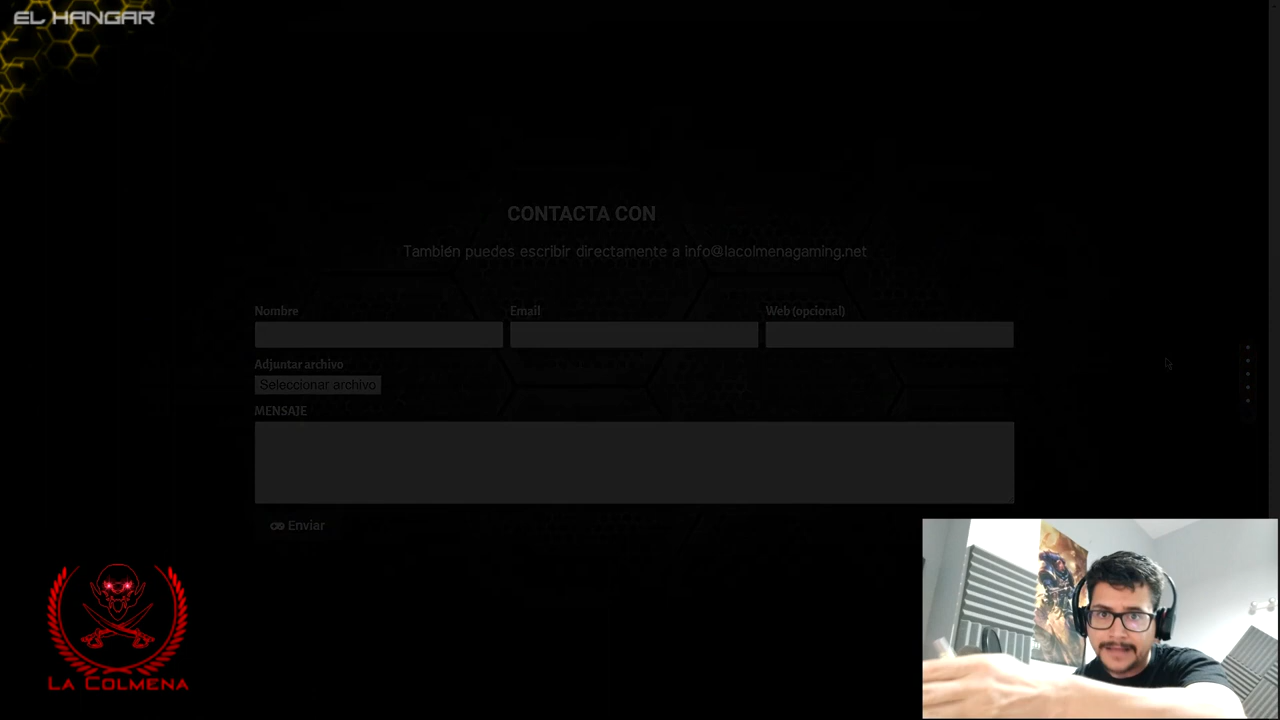 EL HANGAR
CONTACTA CON
También puedes escribir directamente a info@lacolmenagaming.net
Nombre
Email
Web (opcional)
Adjuntar archivo
Seleccionar archivo
MENSAJE
Enviar
LA COLMENA